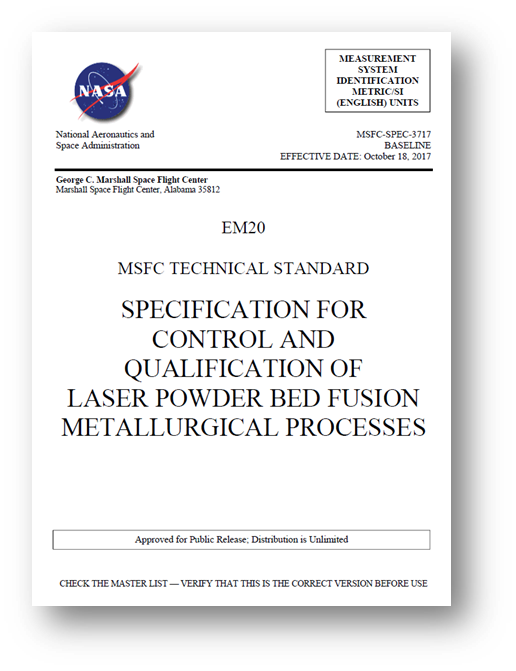 MEASUREMENT
SYSTEM
IDENTIFICATION
METRIC/SI
(ENGLISH) UNITS
NASA
National Aeronautics and
Space Administration
MSFC-SPEC-3717
BASELINE
EFFECTIVE DATE: October 18, 2017
George C. Marshall Space Flight Center
Marshall Space Flight Center, Alabama 35812
EM20
MSFC TECHNICAL STANDARD
SPECIFICATION FOR
CONTROL AND
QUALIFICATION OF
LASER POWDER BED FUSION
METALLURGICAL PROCESSES
Approved for Public Release; Distribution is Unlimited
CHECK THE MASTER LIST — VERIFY THAT THIS IS THE CORRECT VERSION BEFORE USE